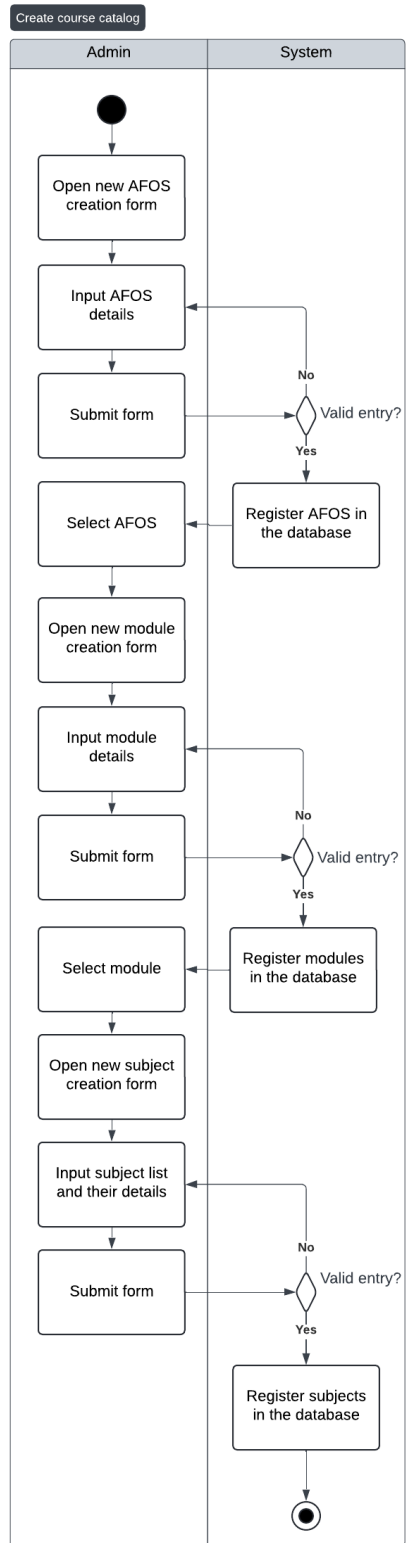 Create course catalog
Admin
System
Open new AFOS
creation form
Input AFOS
details
No
Submit form
Valid entry?
Yes
Select AFOS
Register AFOS in
the database
Open new module
creation form
Input module
details
No
Submit form
Valid entry?
Yes
Select module
Register modules
in the database
Open new subject
creation form
Input subject list
and their details
No
Submit form
Valid entry?
Yes
Register subjects
in the database